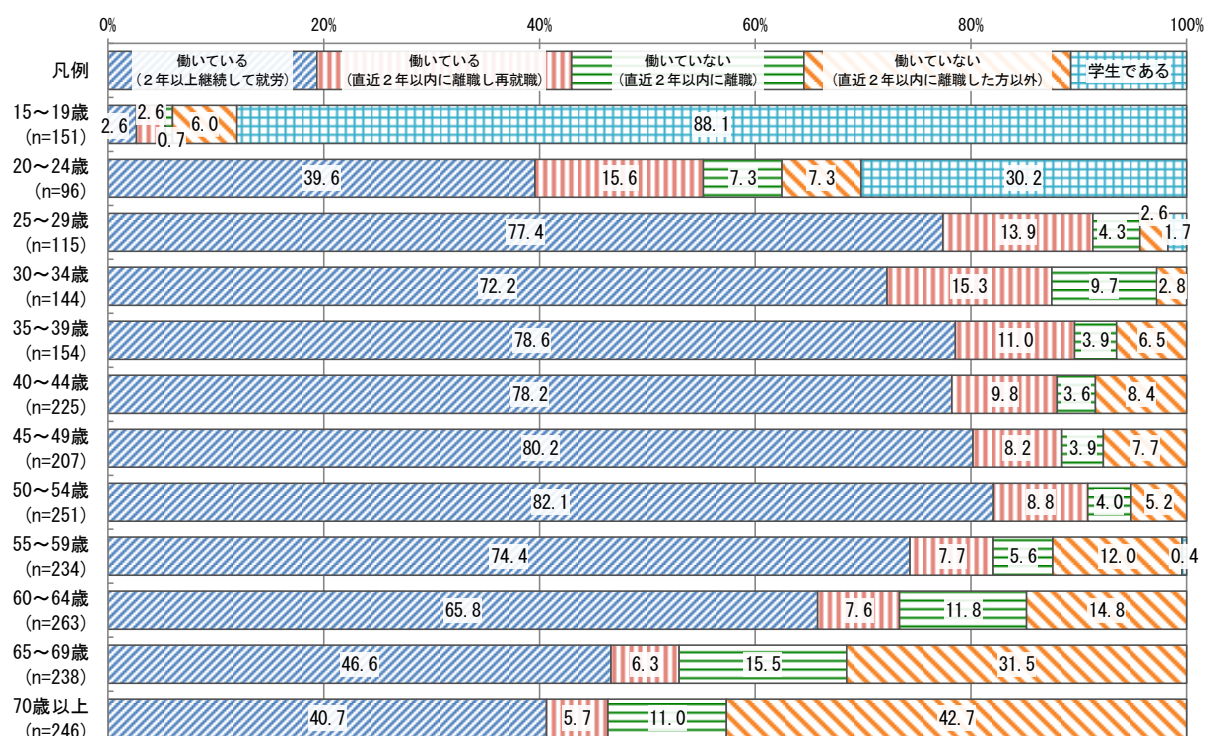 0% 20% 40% 60% 80% 100%
凡例
働いている
（２年以上継続して就労）
働いている
（直近２年以内に離職し再就職）
働いていない
（直近２年以内に離職）
働いていない
（直近２年以内に離職した方以外）
学生である
15～19歳
(n=151)
2.6 2.6 0.7 6.0 88.1
20～24歳
(n=96)
39.6 15.6 7.3 7.3 30.2
25～29歳
(n=115)
77.4 13.9 4.3 2.6 1.7
30～34歳
(n=144)
72.2 15.3 9.7 2.8
35～39歳
(n=154)
78.6 11.0 3.9 6.5
40～44歳
(n=225)
78.2 9.8 3.6 8.4
45～49歳
(n=207)
80.2 8.2 3.9 7.7
50～54歳
(n=251)
82.1 8.8 4.0 5.2
55～59歳
(n=234)
74.4 7.7 5.6 12.0 0.4
60～64歳
(n=263)
65.8 7.6 11.8 14.8
65～69歳
(n=238)
46.6 6.3 15.5 31.5
70歳以上
(n=246)
40.7 5.7 11.0 42.7